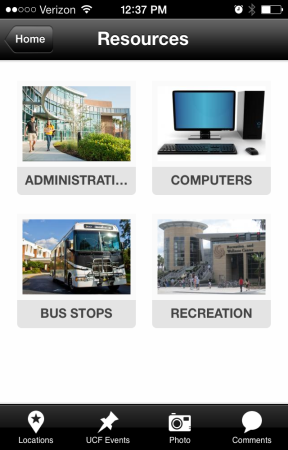 Verizon 12:37 PM
Home Resources
ADMINISTRATI...
COMPUTERS
BUS STOPS
RECREATION
Locations UCF Events Photo Comments